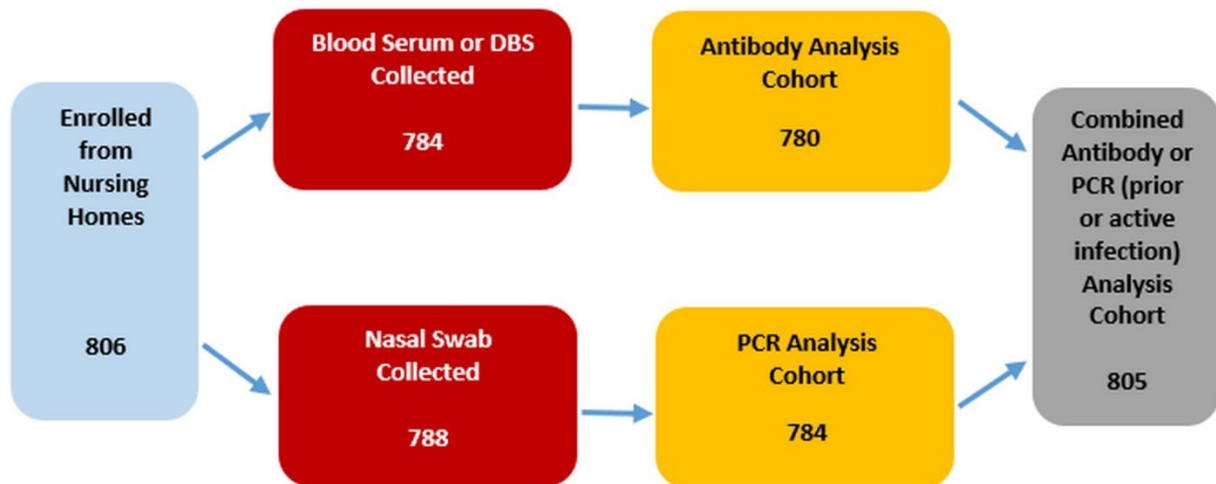 Enrolled
from
Nursing
Homes
806
Blood Serum or DBS
Collected
784
Antibody Analysis
Cohort
780
Nasal Swab
Collected
788
PCR Analysis
Cohort
784
Combined
Antibody or
PCR (prior
or active
infection)
Analysis
Cohort
805